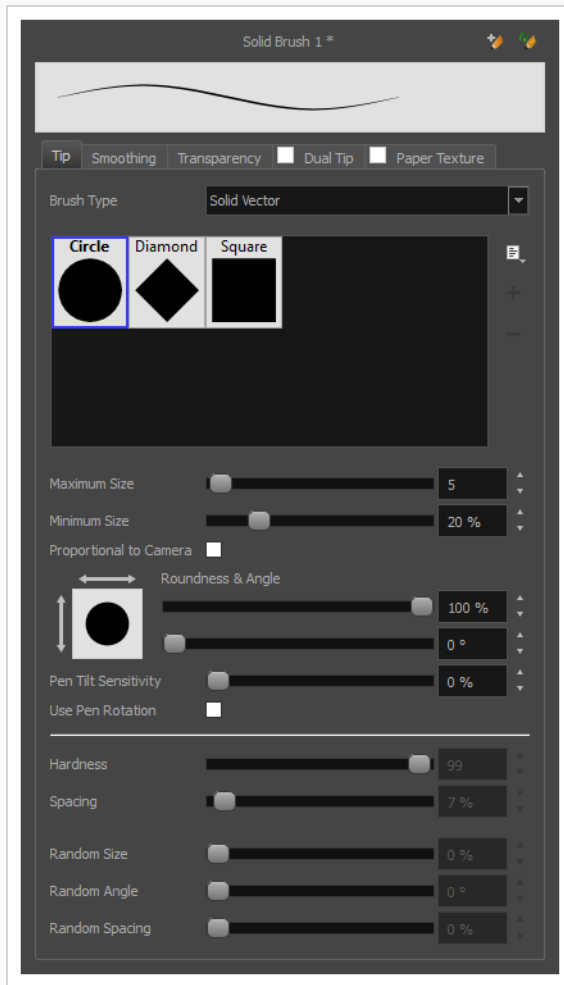 Solid Brush 1 *
Tip Smoothing Transparency Dual Tip Paper Texture
Brush Type Solid Vector
Circle Diamond Square
Maximum Size 5
Minimum Size 20 %
Proportional to Camera
Roundness & Angle
100 %
0 °
Pen Tilt Sensitivity 0 %
Use Pen Rotation
Hardness 99
Spacing 7 %
Random Size 0 %
Random Angle 0 °
Random Spacing 0 %